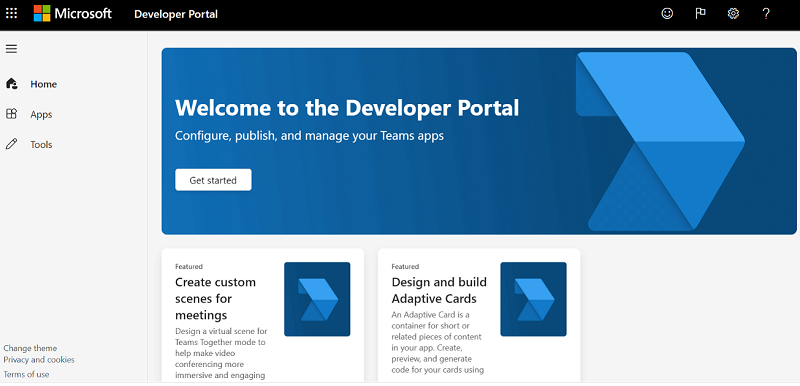 Microsoft Developer Portal
?
Home
Apps
Tools
Welcome to the Developer Portal
Configure, publish, and manage your Teams apps
Get started
Featured
Create custom
scenes for
meetings
Design a virtual scene for
Teams Together mode to
help make video
conferencing more
immersive and engaging
Featured
Design and build
Adaptive Cards
An Adaptive Card is a
container for short or
related pieces of content
in your app. Create,
preview, and generate
code for your cards using
Change theme
Privacy and cookies
Terms of use